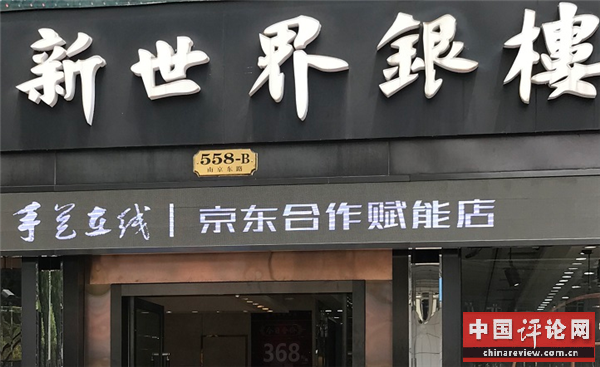 新世界銀樓
558-B
南京东路
手艺在线 | 京东合作赋能店
368
中国评论网
chinareview.com.cn